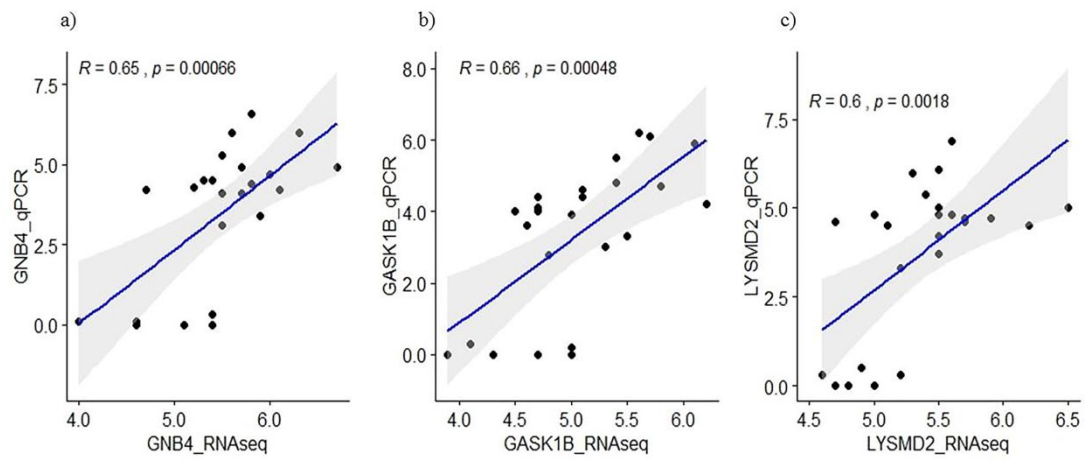 a)
R = 0.65 , p = 0.00066
GNB4_qPCR
7.5
5.0
2.5
0.0
4.0 5.0 6.0
GNB4_RNAseq
b)
R = 0.66 , p = 0.00048
GASK1B_qPCR
8.0
6.0
4.0
2.0
0.0
4.0 4.5 5.0 5.5 6.0
GASK1B_RNAseq
c)
R = 0.6 , p = 0.0018
LYSMD2_qPCR
7.5
5.0
2.5
0.0
4.5 5.0 5.5 6.0 6.5
LYSMD2_RNAseq